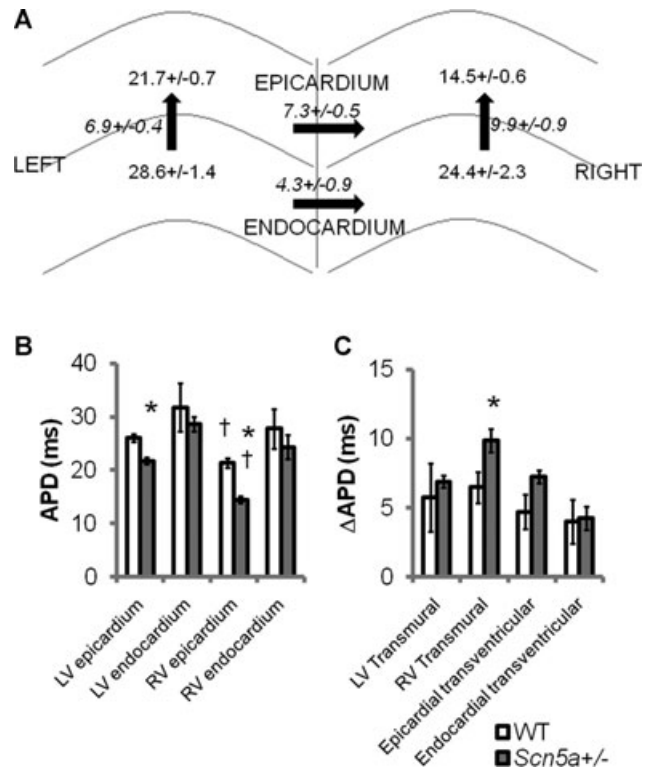 A
21.7+/-0.7
EPICARDIUM
14.5+/-0.6
7.3+/-0.5
6.9+/-0.4
9.9+/-0.9
LEFT
28.6+/-1.4
24.4+/-2.3
RIGHT
4.3+/-0.9
ENDOCARDIUM
B
APD (ms)
40
30
20
10
0
*
†
*
†
LV epicardium
LV endocardium
RV epicardium
RV endocardium
C
ΔAPD (ms)
15
10
5
0
*
LV Transmural
RV Transmural
Epicardial transventricular
Endocardial transventricular
WT
Scn5a+/-